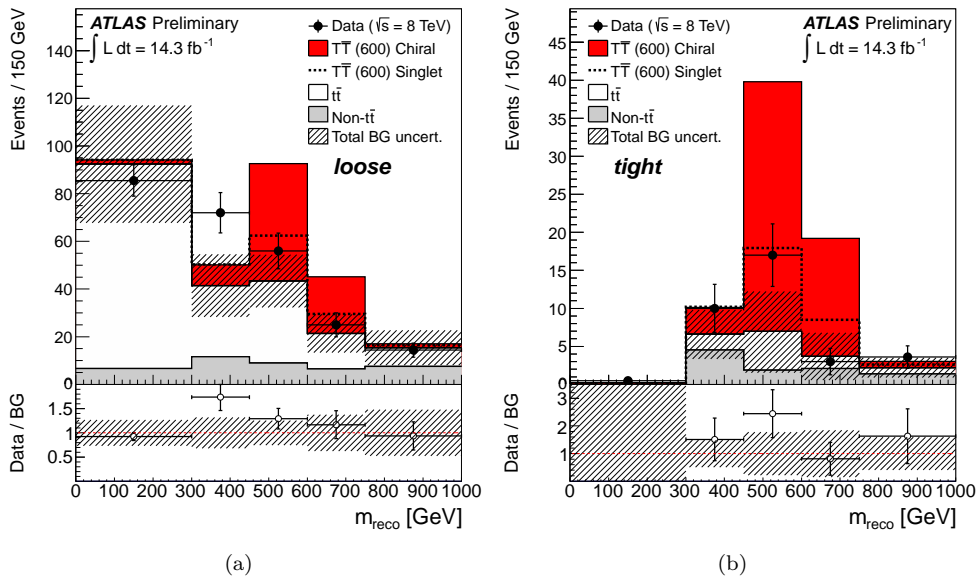 ATLAS Preliminary
∫ L dt = 14.3 fb⁻¹
Data (√s = 8 TeV)
TT̅ (600) Chiral
TT̅ (600) Singlet
tt̅
Non-tt̅
Total BG uncert.
loose
Events / 150 GeV
140
120
100
80
60
40
20
0
Data / BG
1.5
1
0.5
0 100 200 300 400 500 600 700 800 900 1000
m_reco [GeV]
(a)
Data (√s = 8 TeV)
TT̅ (600) Chiral
TT̅ (600) Singlet
tt̅
Non-tt̅
Total BG uncert.
ATLAS Preliminary
∫ L dt = 14.3 fb⁻¹
tight
Events / 150 GeV
45
40
35
30
25
20
15
10
5
0
Data / BG
3
2
1
0 100 200 300 400 500 600 700 800 900 1000
m_reco [GeV]
(b)